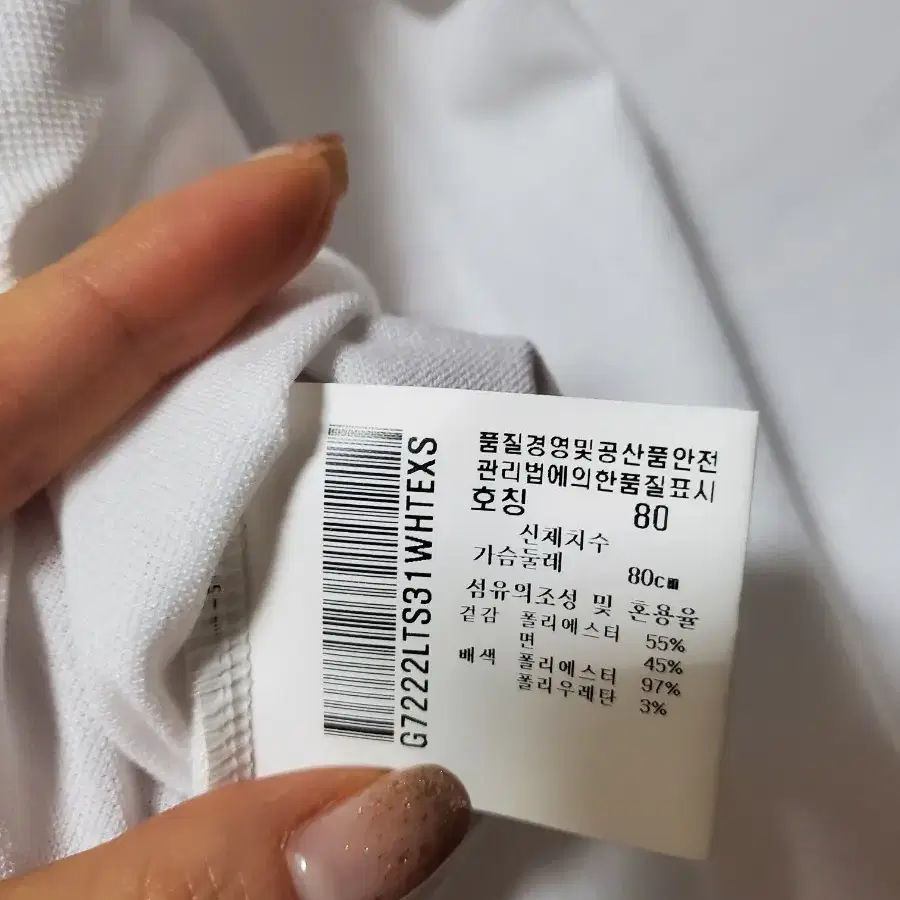 G7222LTS31WHTEXS
품질경영및공산품안전
관리법에의한품질표시
호칭 80
신체치수
가슴둘레 80cm
섬유의조성 및 혼용율
겉감 폴리에스터 55%
면 45%
배색 폴리에스터 97%
폴리우레탄 3%